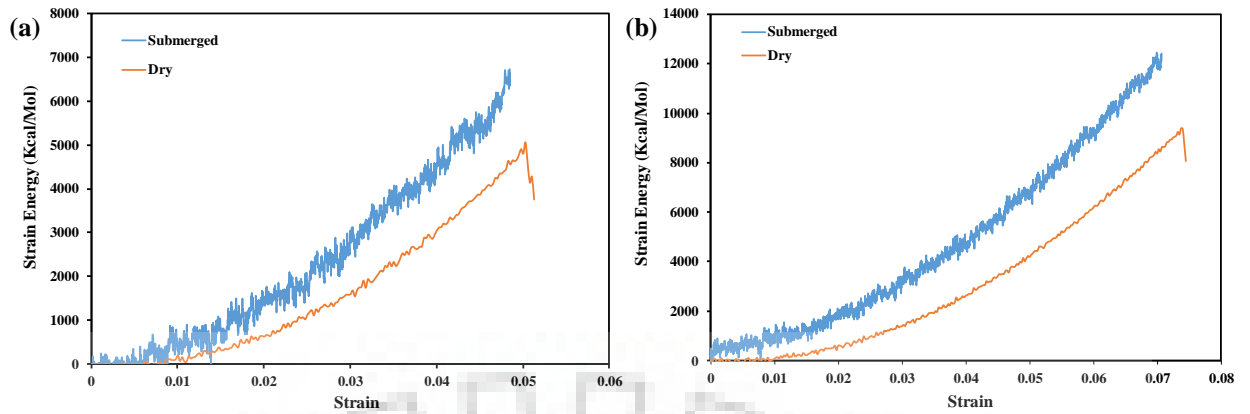 (a)
8000
7000
6000
5000
4000
3000
2000
1000
0
Strain Energy (Kcal/Mol)
Submerged
Dry
0 0.01 0.02 0.03 0.04 0.05 0.06
Strain
(b)
14000
12000
10000
8000
6000
4000
2000
0
Strain Energy (Kcal/Mol)
Submerged
Dry
0 0.01 0.02 0.03 0.04 0.05 0.06 0.07 0.08
Strain